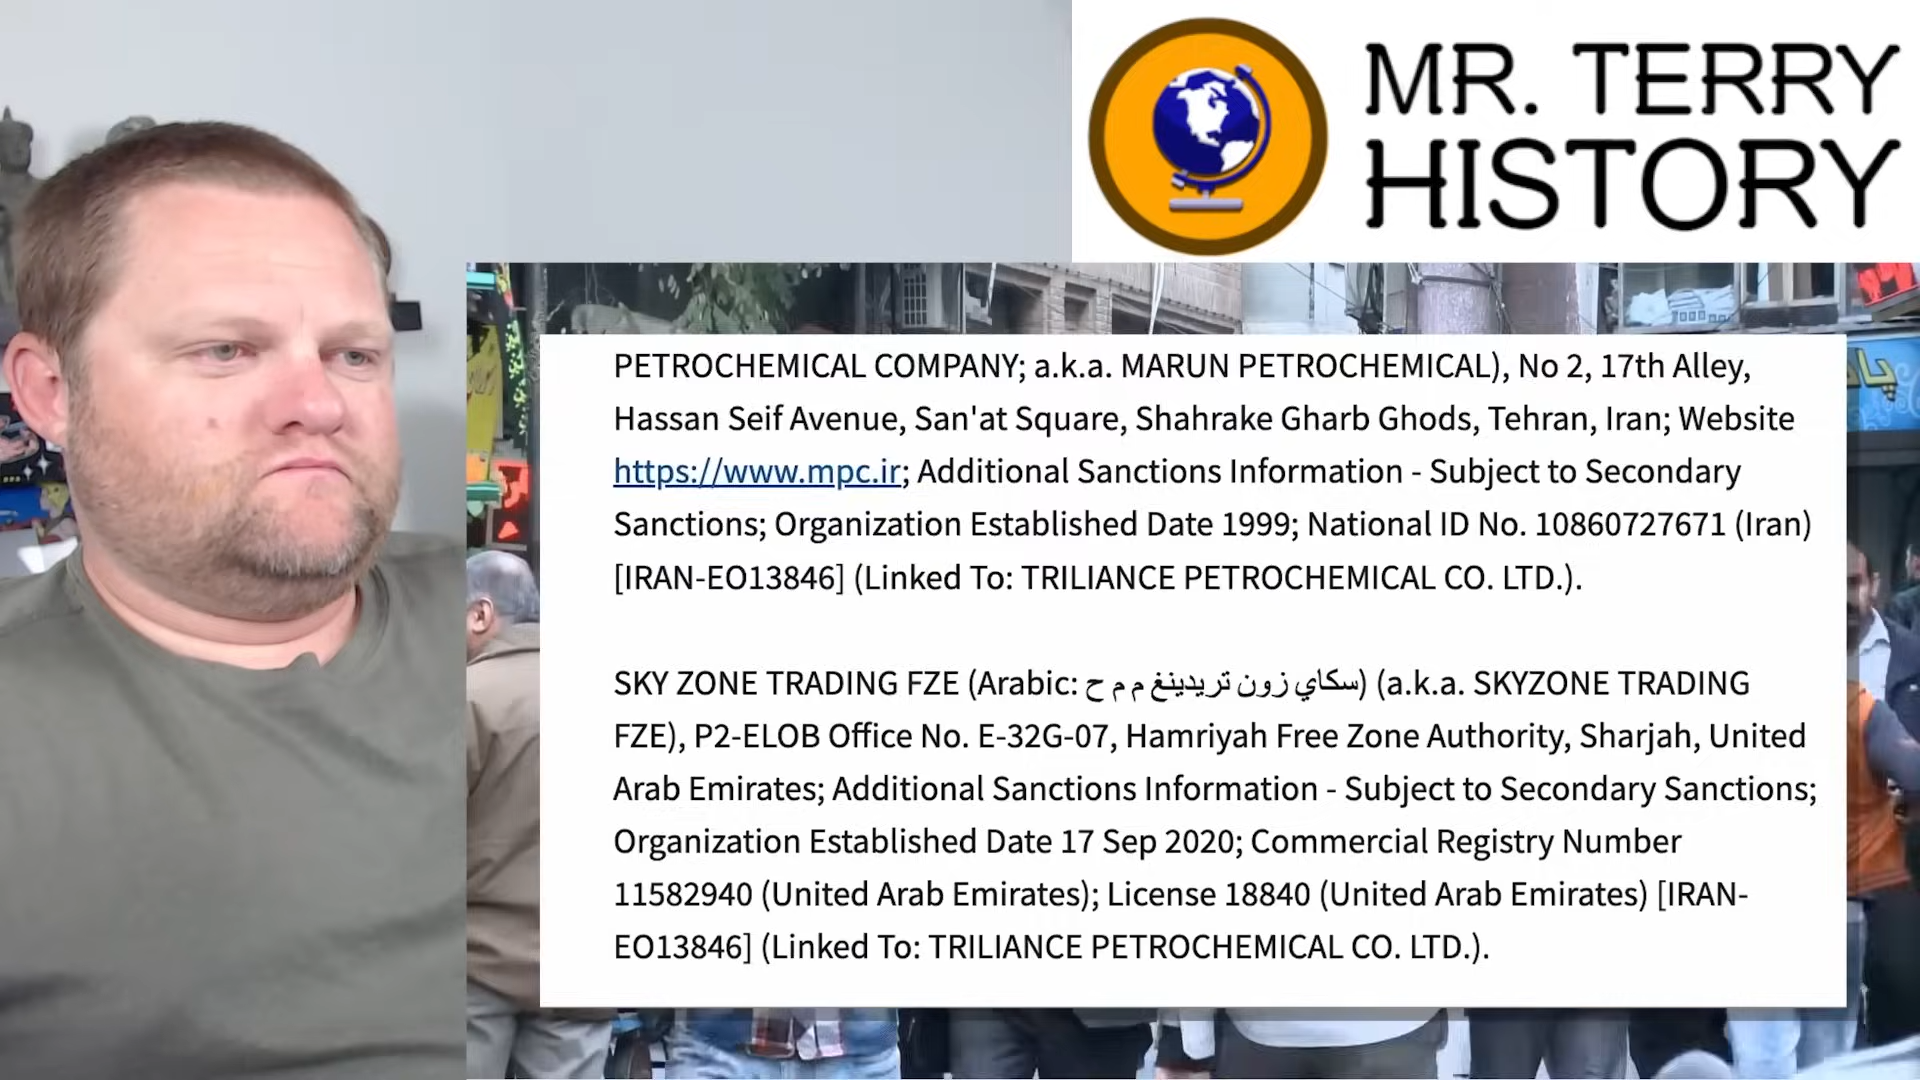 MR. TERRY
HISTORY
PETROCHEMICAL COMPANY; a.k.a. MARUN PETROCHEMICAL), No 2, 17th Alley,
Hassan Seif Avenue, San'at Square, Shahrake Gharb Ghods, Tehran, Iran; Website
https://www.mpc.ir; Additional Sanctions Information - Subject to Secondary
Sanctions; Organization Established Date 1999; National ID No. 10860727671 (Iran)
[IRAN-EO13846] (Linked To: TRILIANCE PETROCHEMICAL CO. LTD.).
SKY ZONE TRADING FZE (Arabic: سكاي زون تريدينغ م م ح) (a.k.a. SKYZONE TRADING
FZE), P2-ELOB Office No. E-32G-07, Hamriyah Free Zone Authority, Sharjah, United
Arab Emirates; Additional Sanctions Information - Subject to Secondary Sanctions;
Organization Established Date 17 Sep 2020; Commercial Registry Number
11582940 (United Arab Emirates); License 18840 (United Arab Emirates) [IRAN-
EO13846] (Linked To: TRILIANCE PETROCHEMICAL CO. LTD.).